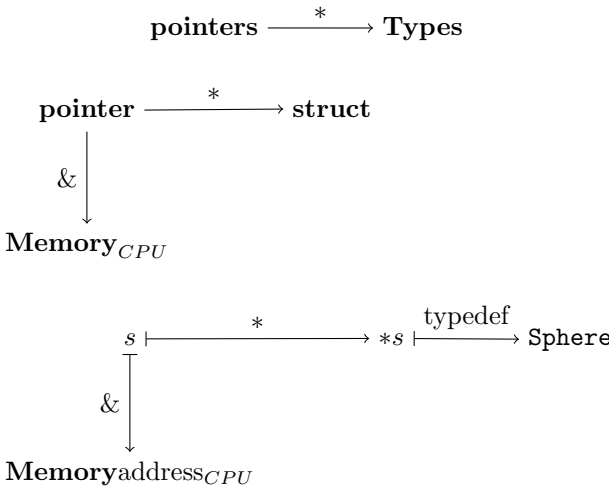 *
pointers Types
*
pointer struct
&
Memory_CPU
* typedef
s *s Sphere
&
Memoryaddress_CPU